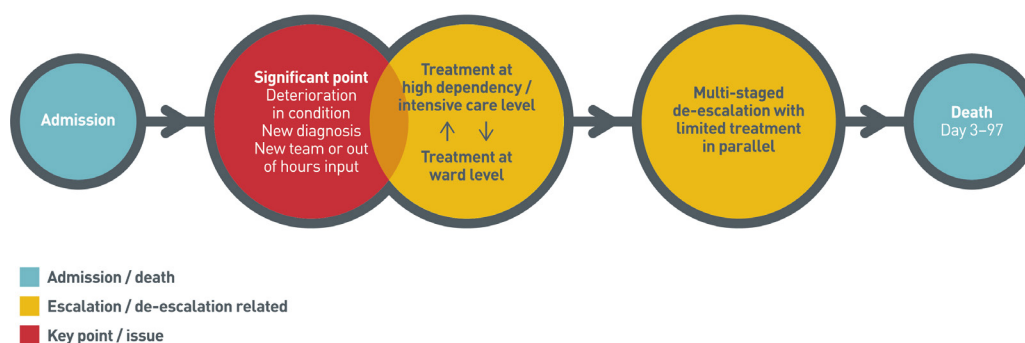 Admission
Significant point
Deterioration
in condition
New diagnosis
New team or out
of hours input
Treatment at
high dependency /
intensive care level
Treatment at
ward level
Multi-staged
de-escalation with
limited treatment
in parallel
Death
Day 3–97
Admission / death
Escalation / de-escalation related
Key point / issue